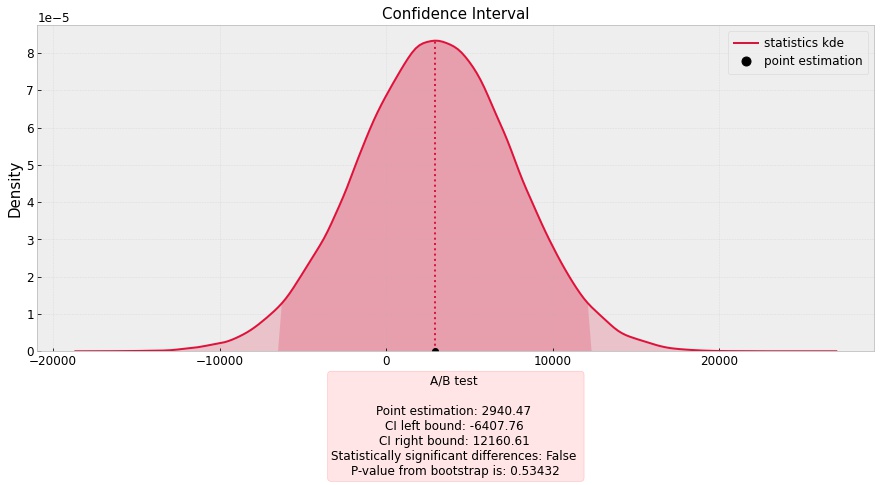 Confidence Interval
1e−5
8
7
6
5
4
3
2
1
0
Density
statistics kde
point estimation
−20000
−10000
0
10000
20000
A/B test
Point estimation: 2940.47
CI left bound: -6407.76
CI right bound: 12160.61
Statistically significant differences: False
P-value from bootstrap is: 0.53432